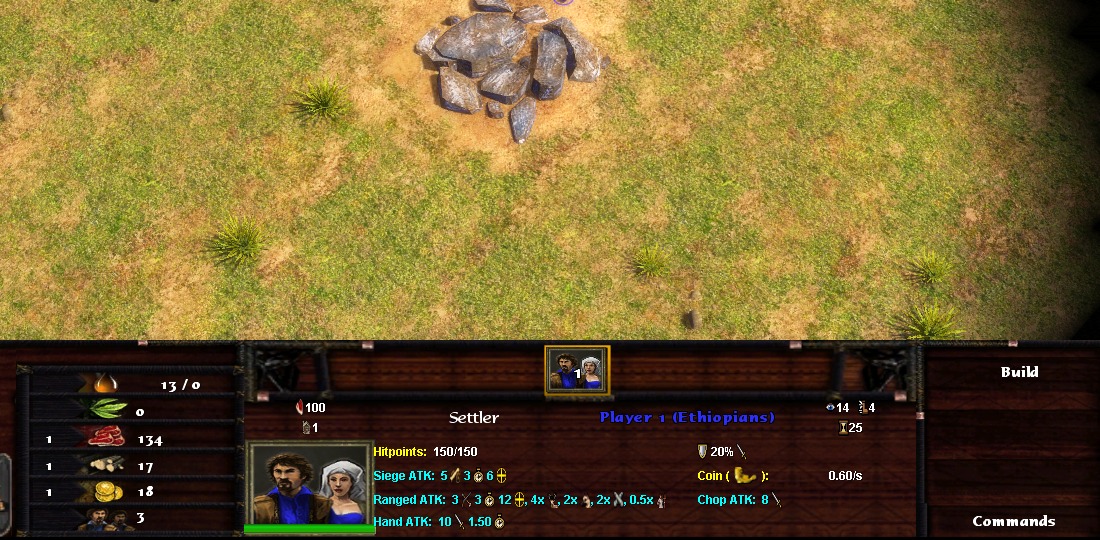 1
Build
13 / 0
0
1 134
1 17
1 18
3
100
1
Settler
Player 1 (Ethiopians)
14 4
25
Hitpoints: 150/150
20%
Siege ATK: 5 3 6
Coin ( ): 0.60/s
Ranged ATK: 3 3 12 , 4x , 2x , 2x , 0.5x
Chop ATK: 8
Hand ATK: 10 1.50
Commands